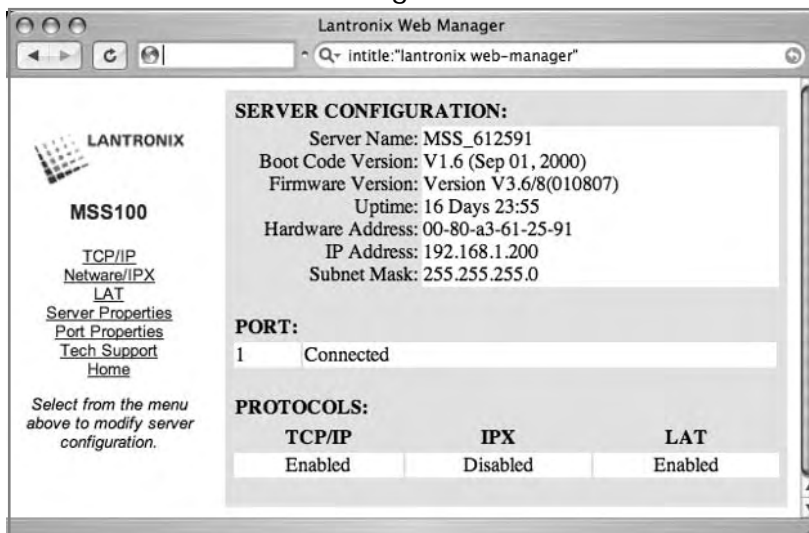 Lantronix Web Manager
intitle:"lantronix web-manager"
LANTRONIX
MSS100
TCP/IP
Netware/IPX
LAT
Server Properties
Port Properties
Tech Support
Home
Select from the menu
above to modify server
configuration.
SERVER CONFIGURATION:
Server Name: MSS_612591
Boot Code Version: V1.6 (Sep 01, 2000)
Firmware Version: Version V3.6/8(010807)
Uptime: 16 Days 23:55
Hardware Address: 00-80-a3-61-25-91
IP Address: 192.168.1.200
Subnet Mask: 255.255.255.0
PORT:
1 Connected
PROTOCOLS:
TCP/IP IPX LAT
Enabled Disabled Enabled